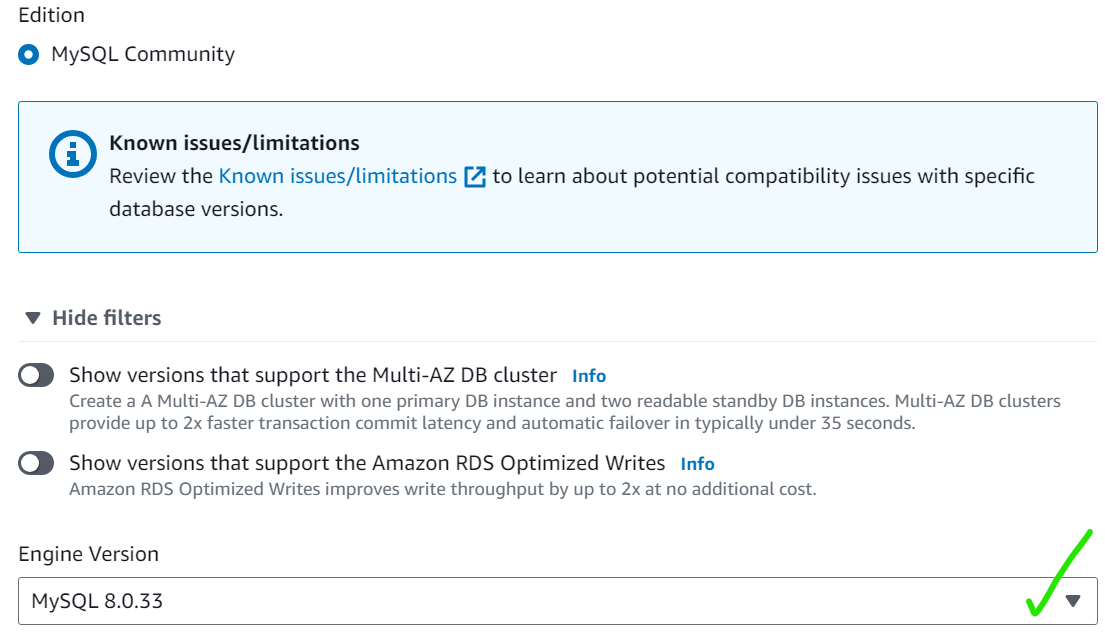 Edition
MySQL Community
Known issues/limitations
Review the Known issues/limitations to learn about potential compatibility issues with specific
database versions.
Hide filters
Show versions that support the Multi-AZ DB cluster Info
Create a A Multi-AZ DB cluster with one primary DB instance and two readable standby DB instances. Multi-AZ DB clusters
provide up to 2x faster transaction commit latency and automatic failover in typically under 35 seconds.
Show versions that support the Amazon RDS Optimized Writes Info
Amazon RDS Optimized Writes improves write throughput by up to 2x at no additional cost.
Engine Version
MySQL 8.0.33